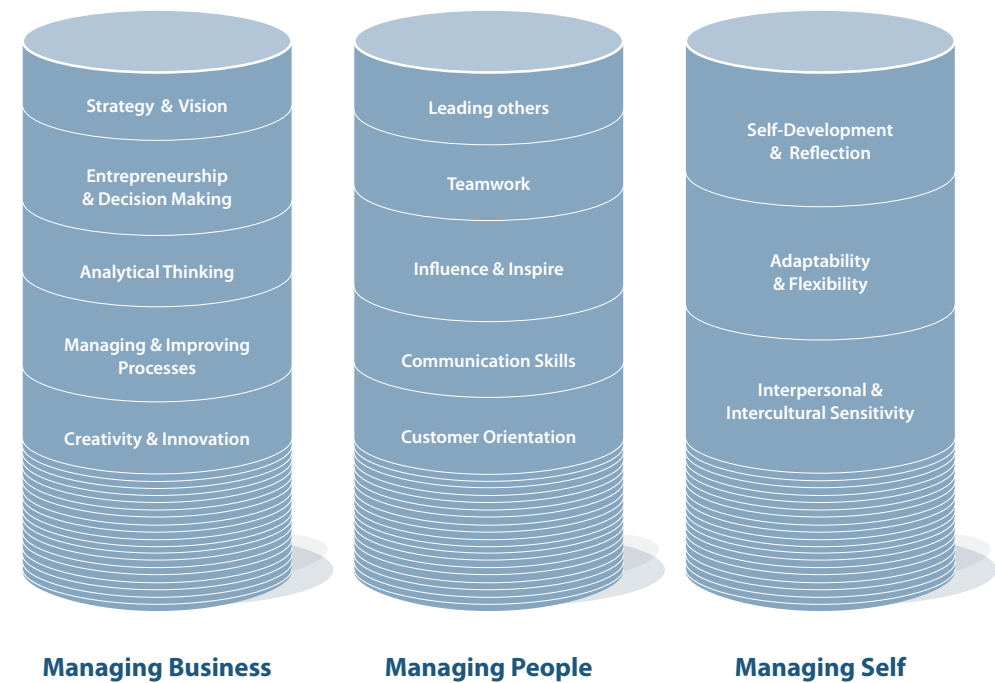 Strategy & Vision
Entrepreneurship
& Decision Making
Analytical Thinking
Managing & Improving
Processes
Creativity & Innovation
Managing Business
Leading others
Teamwork
Influence & Inspire
Communication Skills
Customer Orientation
Managing People
Self-Development
& Reflection
Adaptability
& Flexibility
Interpersonal &
Intercultural Sensitivity
Managing Self